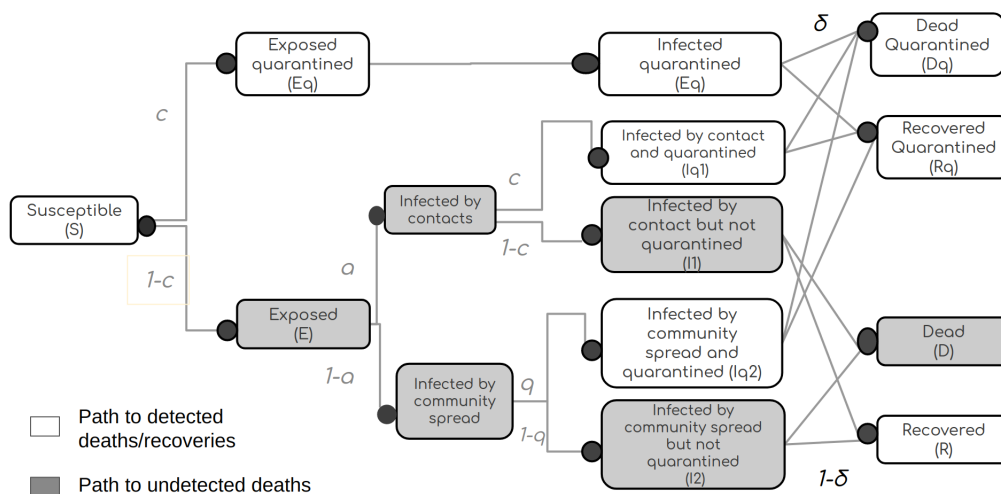 Susceptible
(S)
c
1-c
Exposed
quarantined
(Eq)
Exposed
(E)
a
1-a
Infected by
contacts
Infected by
community
spread
c
1-c
q
1-q
Infected
quarantined
(Eq)
Infected by contact
and quarantined
(Iq1)
Infected by
contact but not
quarantined
(I1)
Infected by
community
spread and
quarantined (Iq2)
Infected by
community spread
but not
quarantined
(I2)
δ
1-δ
Dead
Quarantined
(Dq)
Recovered
Quarantined
(Rq)
Dead
(D)
Recovered
(R)
Path to detected
deaths/recoveries
Path to undetected deaths